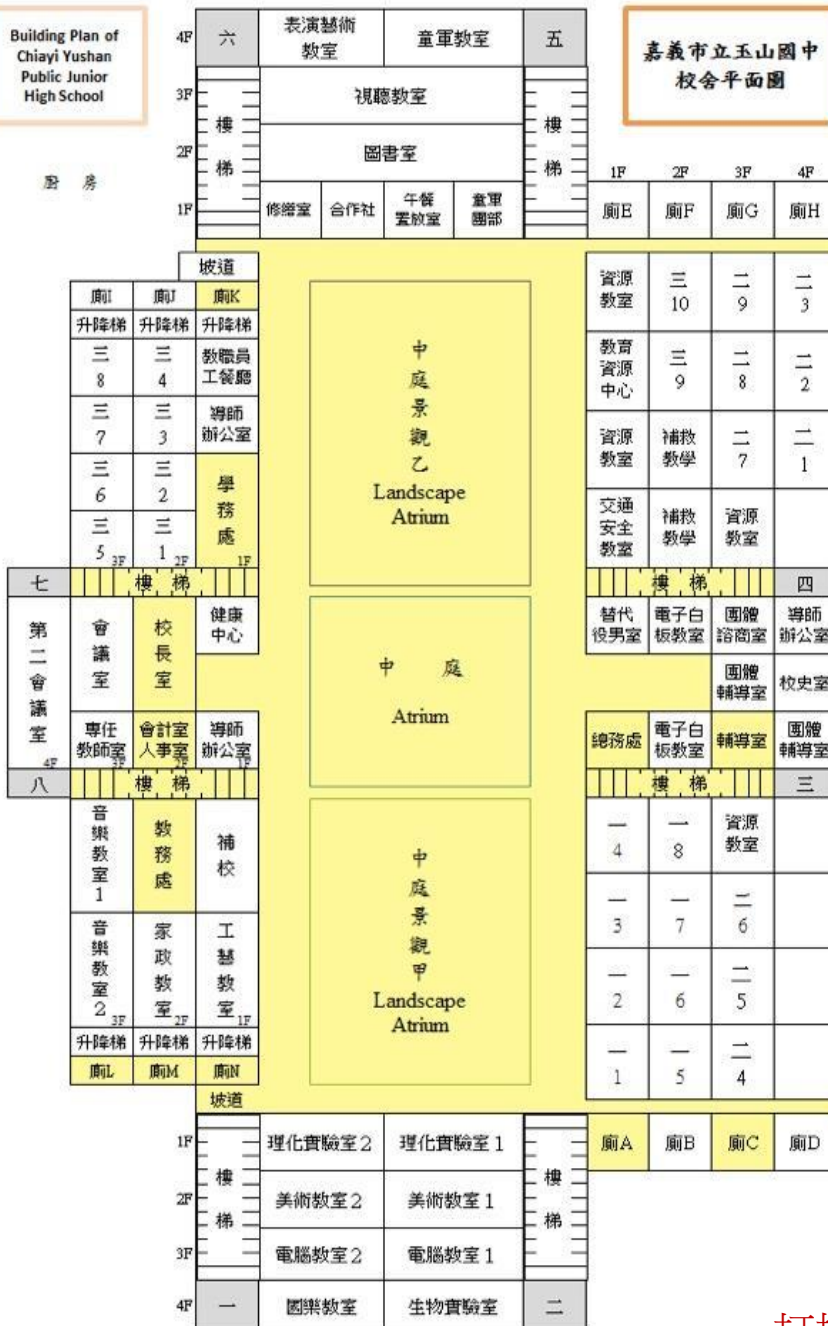 Building Plan of
Chiayi Yushan
Public Junior
High School
嘉義市立玉山國中
校舍平面圖
廚 房
4F 六 表演藝術 童軍教室 五
教室
3F 視聽教室
樓 樓
2F 圖書室
梯 梯
1F 修繕室 合作社 午餐 童軍
置放室 團部
1F 2F 3F 4F
廁E 廁F 廁G 廁H
坡道
廁I 廁J 廁K
升降梯 升降梯 升降梯
三 三 教職員
8 4 工餐廳
三 三 導師
7 3 辦公室
三 三 學務處
6 2
三 三
5 3F 1 2F 1F
中庭景觀乙
Landscape
Atrium
資源 三 二 二
教室 10 9 3
教育 三 二 二
資源 9 8 2
中心
資源 補救 二 二
教室 教學 7 1
交通 補救 資源
安全 教學 教室
教室
七 樓 梯
樓 梯 四
第二會議室 4F
會議室 校長室 健康
中心
專任 會計室 導師
教師室 人事室 辦公室
3F 2F 1F
中 庭
Atrium
替代 電子白 團體 導師
役男室 板教室 諮商室 辦公室
團體 校史室
輔導室
總務處 電子白 輔導室 團體
板教室 輔導室
八 樓 梯
樓 梯 三
音樂教室1 教務處 補校
音樂教室2 3F 家政教室 2F 工藝教室 1F
升降梯 升降梯 升降梯
廁L 廁M 廁N
坡道
中庭景觀甲
Landscape
Atrium
一 一 資源
4 8 教室
一 一 二
3 7 6
一 一 二
2 6 5
一 一 二
1 5 4
廁A 廁B 廁C 廁D
1F 理化實驗室2 理化實驗室1
樓 樓
2F 美術教室2 美術教室1
梯 梯
3F 電腦教室2 電腦教室1
4F 一 國樂教室 生物實驗室 二